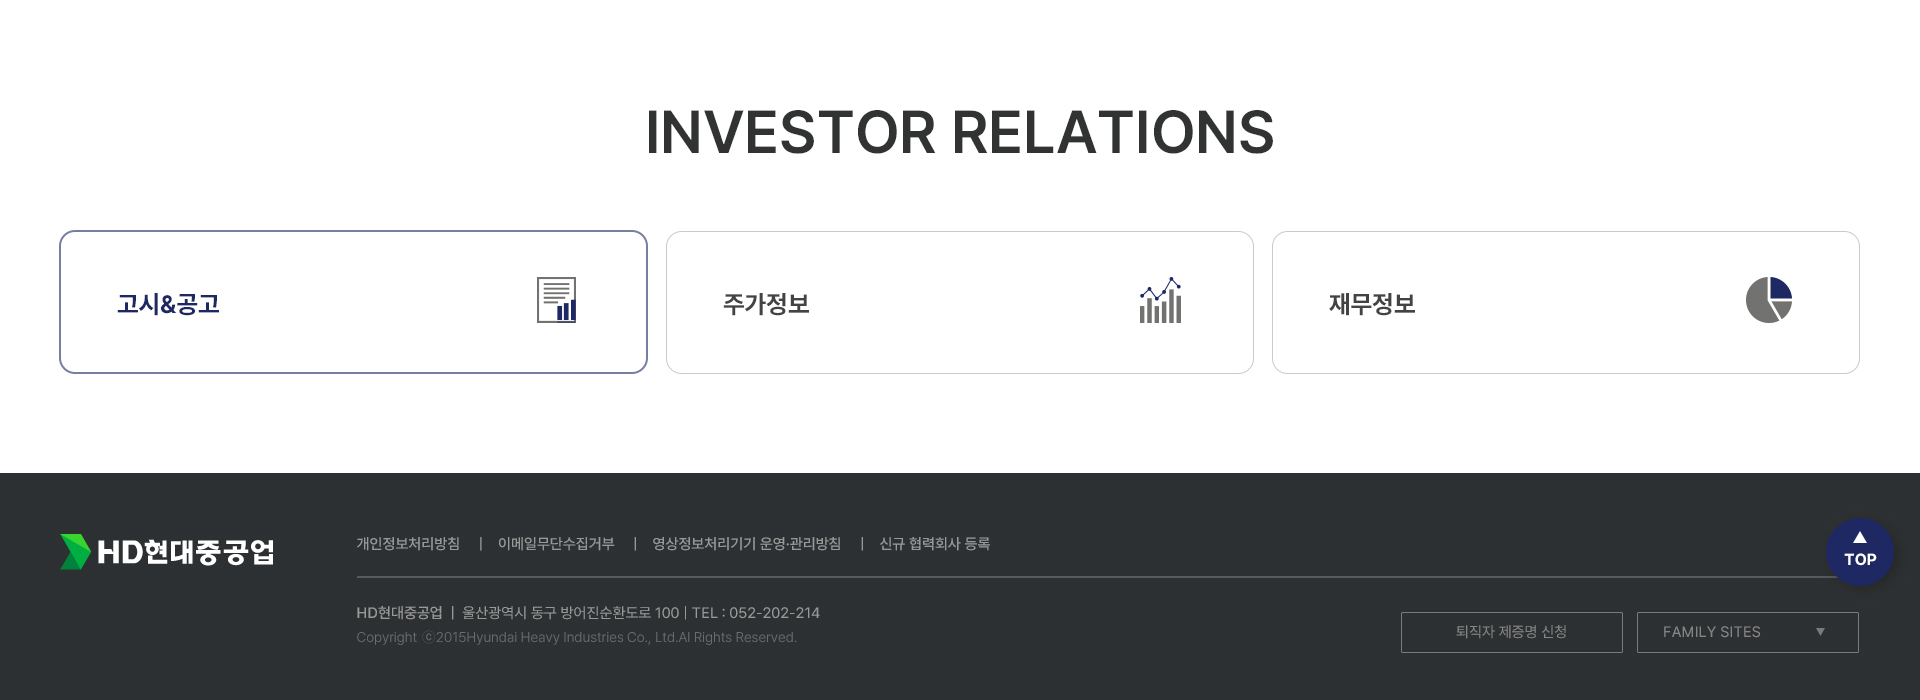 INVESTOR RELATIONS
고시&공고
주가정보
재무정보
HD현대중공업
개인정보처리방침 | 이메일무단수집거부 | 영상정보처리기기 운영·관리방침 | 신규 협력회사 등록
TOP
HD현대중공업 | 울산광역시 동구 방어진순환도로 100 | TEL : 052-202-214
Copyright ⓒ2015Hyundai Heavy Industries Co., Ltd.Al Rights Reserved.
퇴직자 제증명 신청
FAMILY SITES ▼